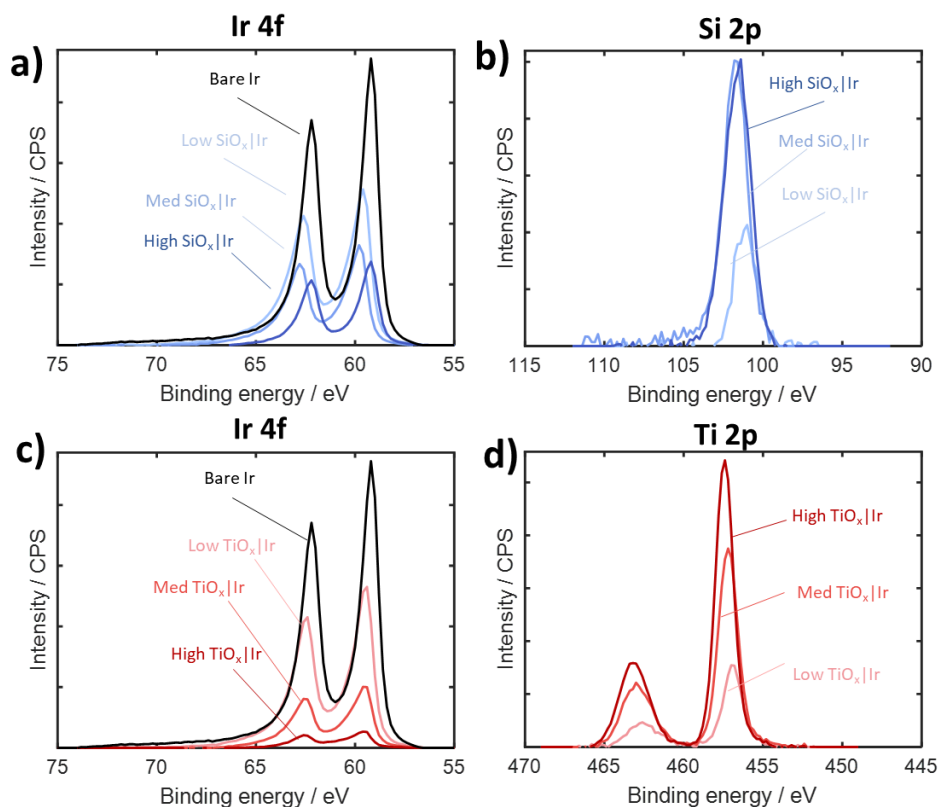 Ir 4f
a)
Bare Ir
Low SiOₓ|Ir
Med SiOₓ|Ir
High SiOₓ|Ir
Intensity / CPS
75 70 65 60 55
Binding energy / eV
Si 2p
b)
High SiOₓ|Ir
Med SiOₓ|Ir
Low SiOₓ|Ir
Intensity / CPS
115 110 105 100 95 90
Binding energy / eV
Ir 4f
c)
Bare Ir
Low TiOₓ|Ir
Med TiOₓ|Ir
High TiOₓ|Ir
Intensity / CPS
75 70 65 60 55
Binding energy / eV
Ti 2p
d)
High TiOₓ|Ir
Med TiOₓ|Ir
Low TiOₓ|Ir
Intensity / CPS
470 465 460 455 450 445
Binding energy / eV